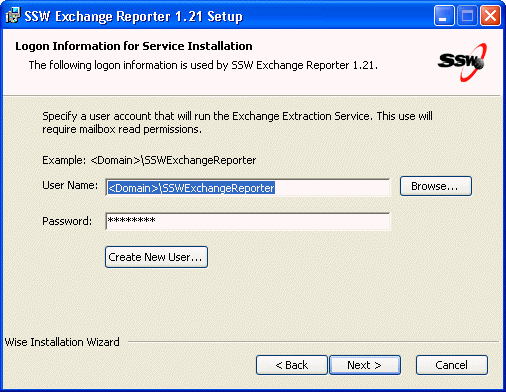 SSW Exchange Reporter 1.21 Setup
Logon Information for Service Installation
The following logon information is used by SSW Exchange Reporter 1.21.
SSW
Specify a user account that will run the Exchange Extraction Service. This use will
require mailbox read permissions.
Example: <Domain>\SSWExchangeReporter
User Name: <Domain>\SSWExchangeReporter Browse...
Password: ********
Create New User...
Wise Installation Wizard
< Back Next > Cancel